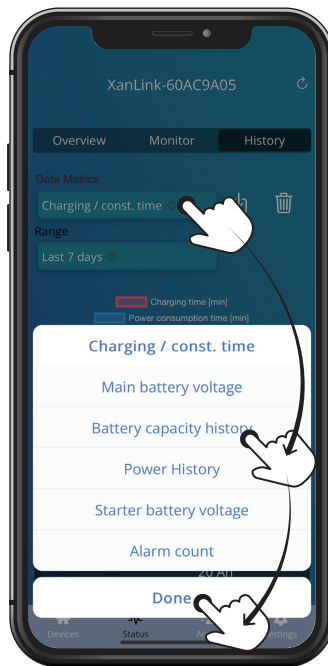 XanLink-60AC9A05
Overview Monitor History
Data Metrics
Charging / const. time
Range
Last 7 days
Charging time [min]
Power consumption time [min]
Charging / const. time
Main battery voltage
Battery capacity history
Power History
Starter battery voltage
Alarm count
20 Ah
Done
Devices Status